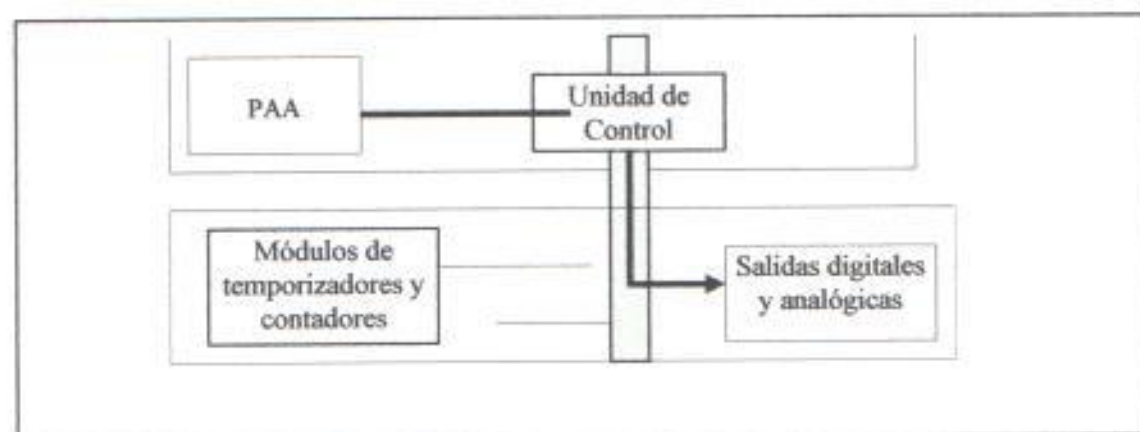 PAA
Unidad de
Control
Módulos de
temporizadores y
contadores
Salidas digitales
y analógicas